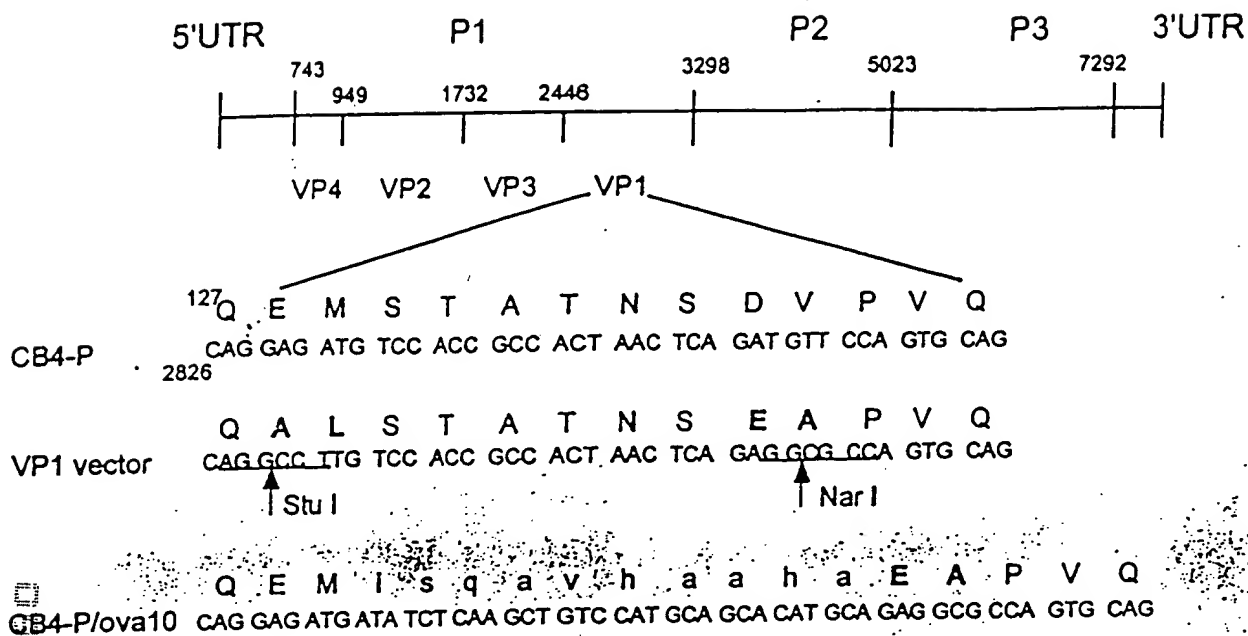 5'UTR P1 P2 P3 3'UTR
743 3298 5023 7292
949 1732 2446
VP4 VP2 VP3 VP1
127 Q E M S T A T N S D V P V Q
CB4-P CAG GAG ATG TCC ACC GCC ACT AAC TCA GAT GTT CCA GTG CAG
2826
Q A L S T A T N S E A P V Q
VP1 vector CAG GCC TTG TCC ACC GCC ACT AAC TCA GAG GCG CCA GTG CAG
Stu I Nar I
Q E M I s q a v h a a h a E A P V Q
CB4-P/ova10 CAG GAG ATG ATA TCT CAA GCT GTC CAT GCA GCA CAT GCA GAG GCG CCA GTG CAG